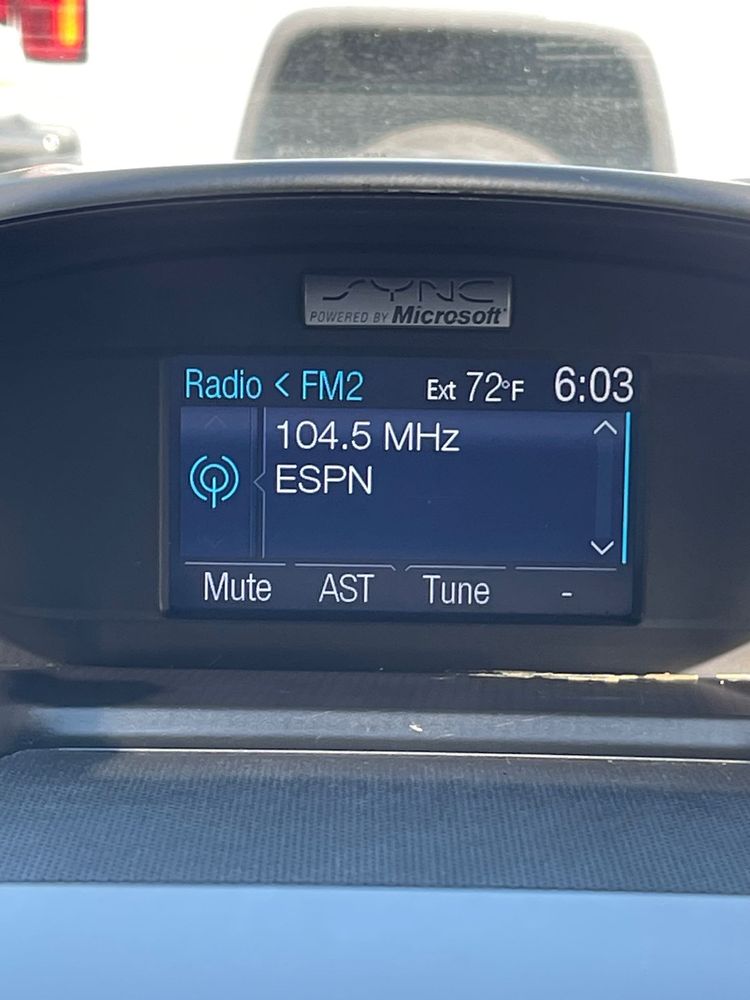 SYNC
POWERED BY Microsoft
Radio < FM2 Ext 72°F 6:03
104.5 MHz
ESPN
Mute AST Tune -